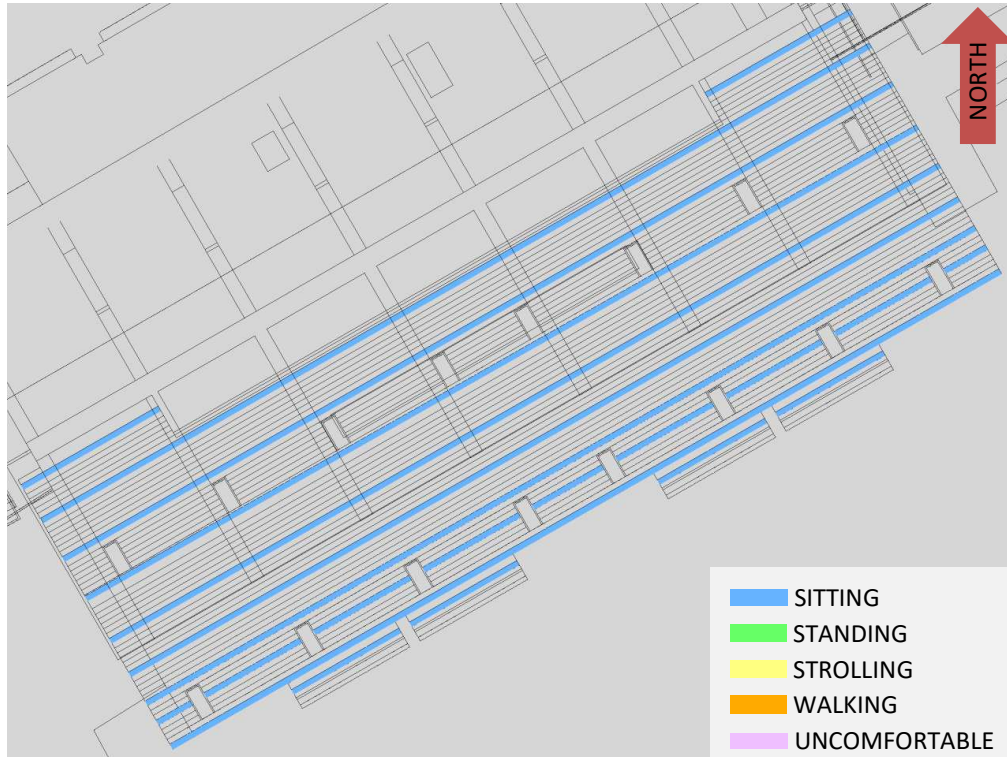 NORTH
SITTING
STANDING
STROLLING
WALKING
UNCOMFORTABLE